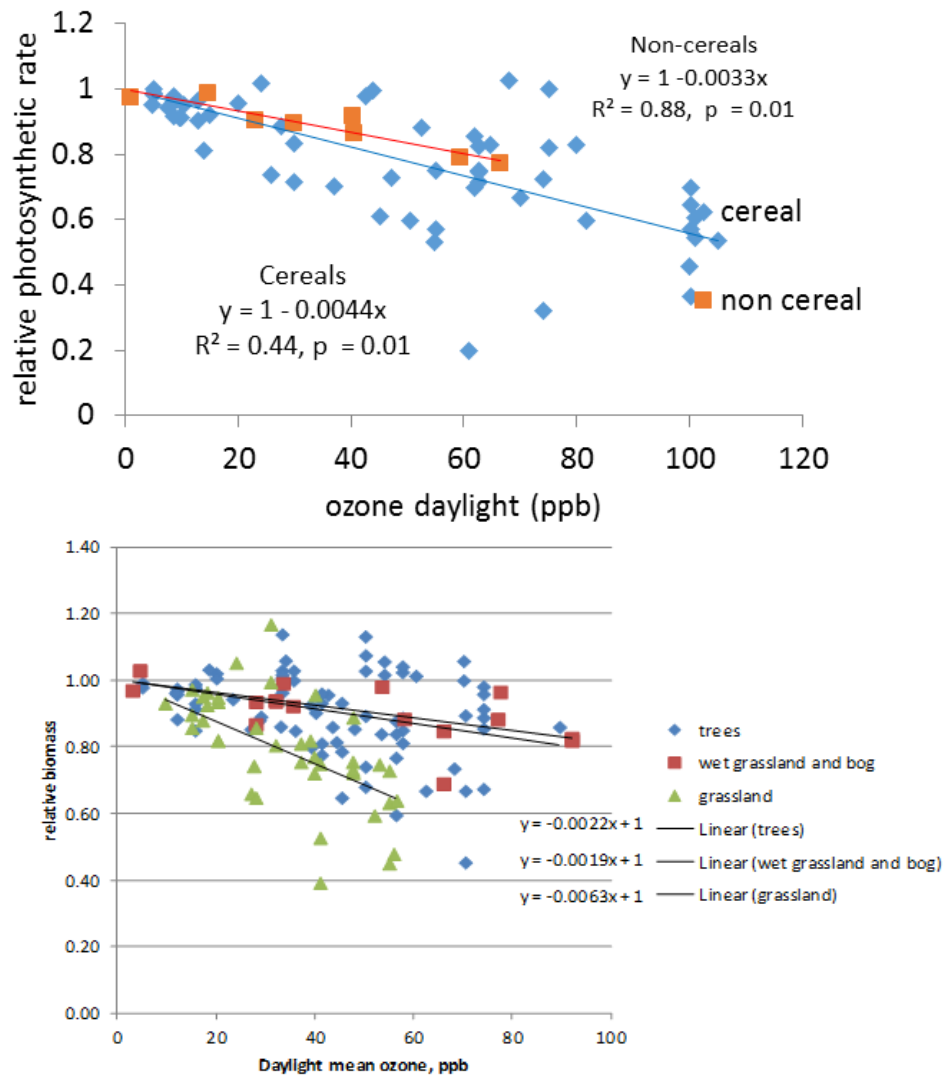 1.2
1
0.8
0.6
0.4
0.2
0
relative photosynthetic rate
Non-cereals
y = 1 -0.0033x
R² = 0.88, p = 0.01
Cereals
y = 1 - 0.0044x
R² = 0.44, p = 0.01
cereal
non cereal
0 20 40 60 80 100 120
ozone daylight (ppb)
1.40
1.20
1.00
0.80
0.60
0.40
0.20
0.00
relative biomass
trees
wet grassland and bog
grassland
y = -0.0022x + 1 Linear (trees)
y = -0.0019x + 1 Linear (wet grassland and bog)
y = -0.0063x + 1 Linear (grassland)
0 20 40 60 80 100
Daylight mean ozone, ppb